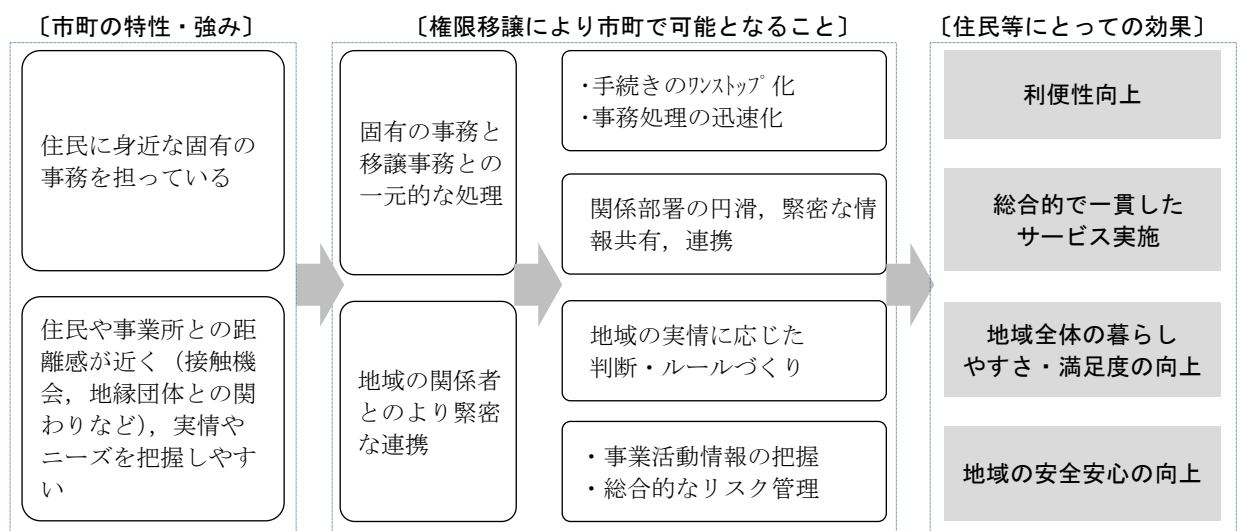 〔市町の特性・強み〕
〔権限移譲により市町で可能となること〕
〔住民等にとっての効果〕
住民に身近な固有の
事務を担っている
住民や事業所との距
離感が近く（接触機
会，地縁団体との関
わりなど），実情や
ニーズを把握しやす
い
固有の事務と
移譲事務との
一元的な処理
地域の関係者
とのより緊密
な連携
・手続きのﾜﾝｽﾄｯﾌﾟ化
・事務処理の迅速化
関係部署の円滑，緊密な情
報共有，連携
地域の実情に応じた
判断・ルールづくり
・事業活動情報の把握
・総合的なリスク管理
利便性向上
総合的で一貫した
サービス実施
地域全体の暮らし
やすさ・満足度の向上
地域の安全安心の向上